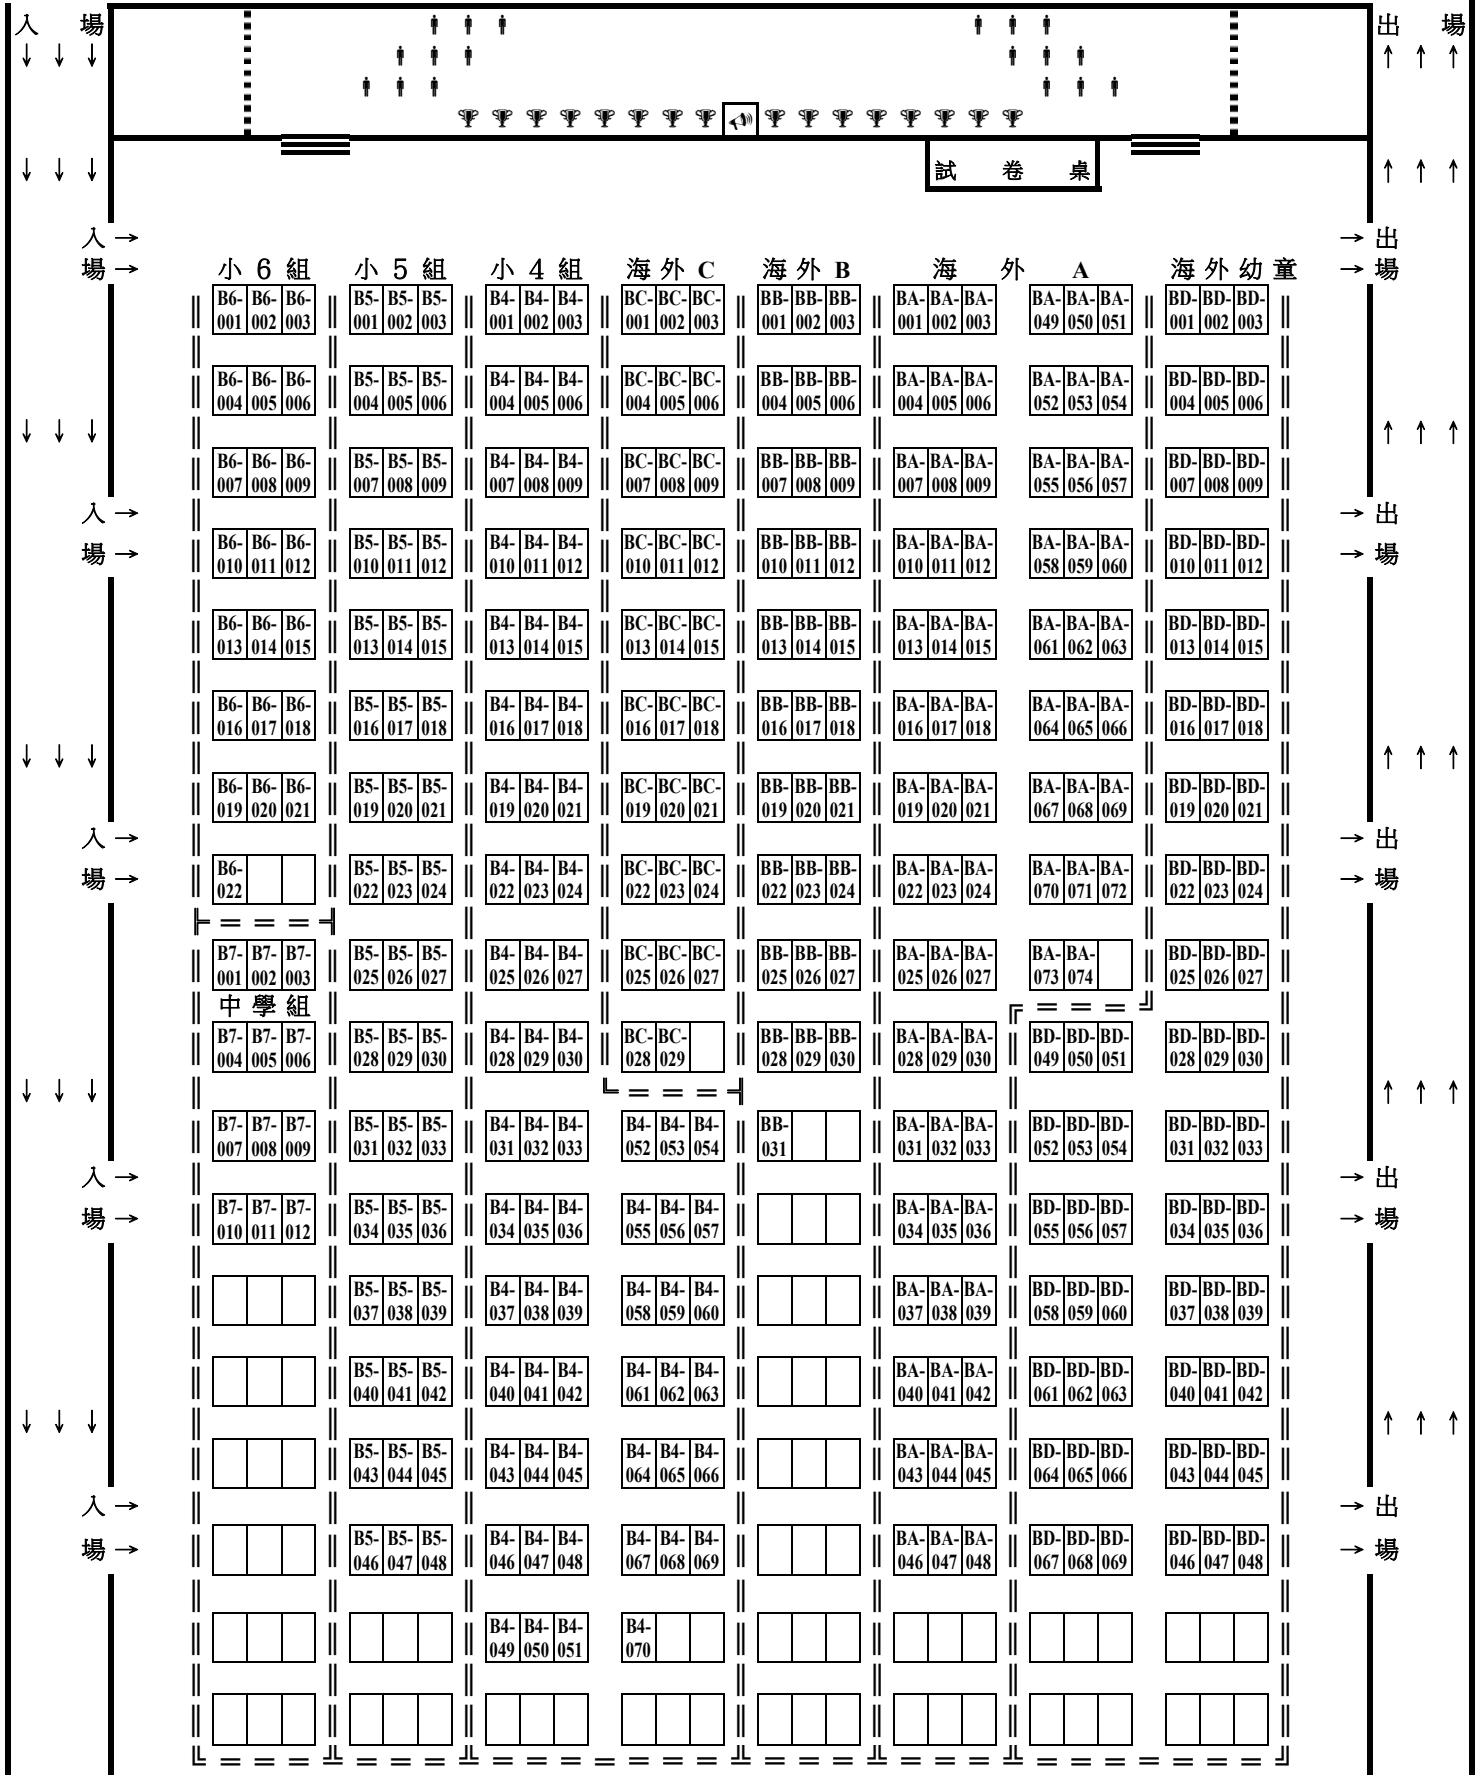 入 場 出 場
試 卷 桌
入 → → 出
場 → 小6組 小5組 小4組 海外C 海外B 海外A 海外幼童 → 場
B6- B6- B6- B5- B5- B5- B4- B4- B4- BC- BC- BC- BB- BB- BB- BA- BA- BA- BA- BA- BA- BD- BD- BD-
001 002 003 001 002 003 001 002 003 001 002 003 001 002 003 001 002 003 049 050 051 001 002 003
B6- B6- B6- B5- B5- B5- B4- B4- B4- BC- BC- BC- BB- BB- BB- BA- BA- BA- BA- BA- BA- BD- BD- BD-
004 005 006 004 005 006 004 005 006 004 005 006 004 005 006 004 005 006 052 053 054 004 005 006
B6- B6- B6- B5- B5- B5- B4- B4- B4- BC- BC- BC- BB- BB- BB- BA- BA- BA- BA- BA- BA- BD- BD- BD-
007 008 009 007 008 009 007 008 009 007 008 009 007 008 009 007 008 009 055 056 057 007 008 009
入 → → 出
B6- B6- B6- B5- B5- B5- B4- B4- B4- BC- BC- BC- BB- BB- BB- BA- BA- BA- BA- BA- BA- BD- BD- BD-
場 → → 場
010 011 012 010 011 012 010 011 012 010 011 012 010 011 012 010 011 012 058 059 060 010 011 012
B6- B6- B6- B5- B5- B5- B4- B4- B4- BC- BC- BC- BB- BB- BB- BA- BA- BA- BA- BA- BA- BD- BD- BD-
013 014 015 013 014 015 013 014 015 013 014 015 013 014 015 013 014 015 061 062 063 013 014 015
B6- B6- B6- B5- B5- B5- B4- B4- B4- BC- BC- BC- BB- BB- BB- BA- BA- BA- BA- BA- BA- BD- BD- BD-
016 017 018 016 017 018 016 017 018 016 017 018 016 017 018 016 017 018 064 065 066 016 017 018
B6- B6- B6- B5- B5- B5- B4- B4- B4- BC- BC- BC- BB- BB- BB- BA- BA- BA- BA- BA- BA- BD- BD- BD-
019 020 021 019 020 021 019 020 021 019 020 021 019 020 021 019 020 021 067 068 069 019 020 021
入 → → 出
B6- B5- B5- B5- B4- B4- B4- BC- BC- BC- BB- BB- BB- BA- BA- BA- BA- BA- BA- BD- BD- BD-
場 → → 場
022 022 023 024 022 023 024 022 023 024 022 023 024 022 023 024 070 071 072 022 023 024
B7- B7- B7- B5- B5- B5- B4- B4- B4- BC- BC- BC- BB- BB- BB- BA- BA- BA- BA- BA- BD- BD- BD-
001 002 003 025 026 027 025 026 027 025 026 027 025 026 027 025 026 027 073 074 025 026 027
中學組
B7- B7- B7- B5- B5- B5- B4- B4- B4- BC- BC- BB- BB- BB- BA- BA- BA- BD- BD- BD- BD- BD- BD-
004 005 006 028 029 030 028 029 030 028 029 028 029 030 028 029 030 049 050 051 028 029 030
B7- B7- B7- B5- B5- B5- B4- B4- B4- B4- B4- B4- BB- BA- BA- BA- BD- BD- BD- BD- BD- BD-
007 008 009 031 032 033 031 032 033 052 053 054 031 031 032 033 052 053 054 031 032 033
入 → → 出
B7- B7- B7- B5- B5- B5- B4- B4- B4- B4- B4- B4- BA- BA- BA- BD- BD- BD- BD- BD- BD-
場 → → 場
010 011 012 034 035 036 034 035 036 055 056 057 034 035 036 055 056 057 034 035 036
B5- B5- B5- B4- B4- B4- B4- B4- B4- BA- BA- BA- BD- BD- BD- BD- BD- BD-
037 038 039 037 038 039 058 059 060 037 038 039 058 059 060 037 038 039
B5- B5- B5- B4- B4- B4- B4- B4- B4- BA- BA- BA- BD- BD- BD- BD- BD- BD-
040 041 042 040 041 042 061 062 063 040 041 042 061 062 063 040 041 042
B5- B5- B5- B4- B4- B4- B4- B4- B4- BA- BA- BA- BD- BD- BD- BD- BD- BD-
043 044 045 043 044 045 064 065 066 043 044 045 064 065 066 043 044 045
入 → → 出
B5- B5- B5- B4- B4- B4- B4- B4- B4- BA- BA- BA- BD- BD- BD- BD- BD- BD-
場 → → 場
046 047 048 046 047 048 067 068 069 046 047 048 067 068 069 046 047 048
B4- B4- B4- B4-
049 050 051 070